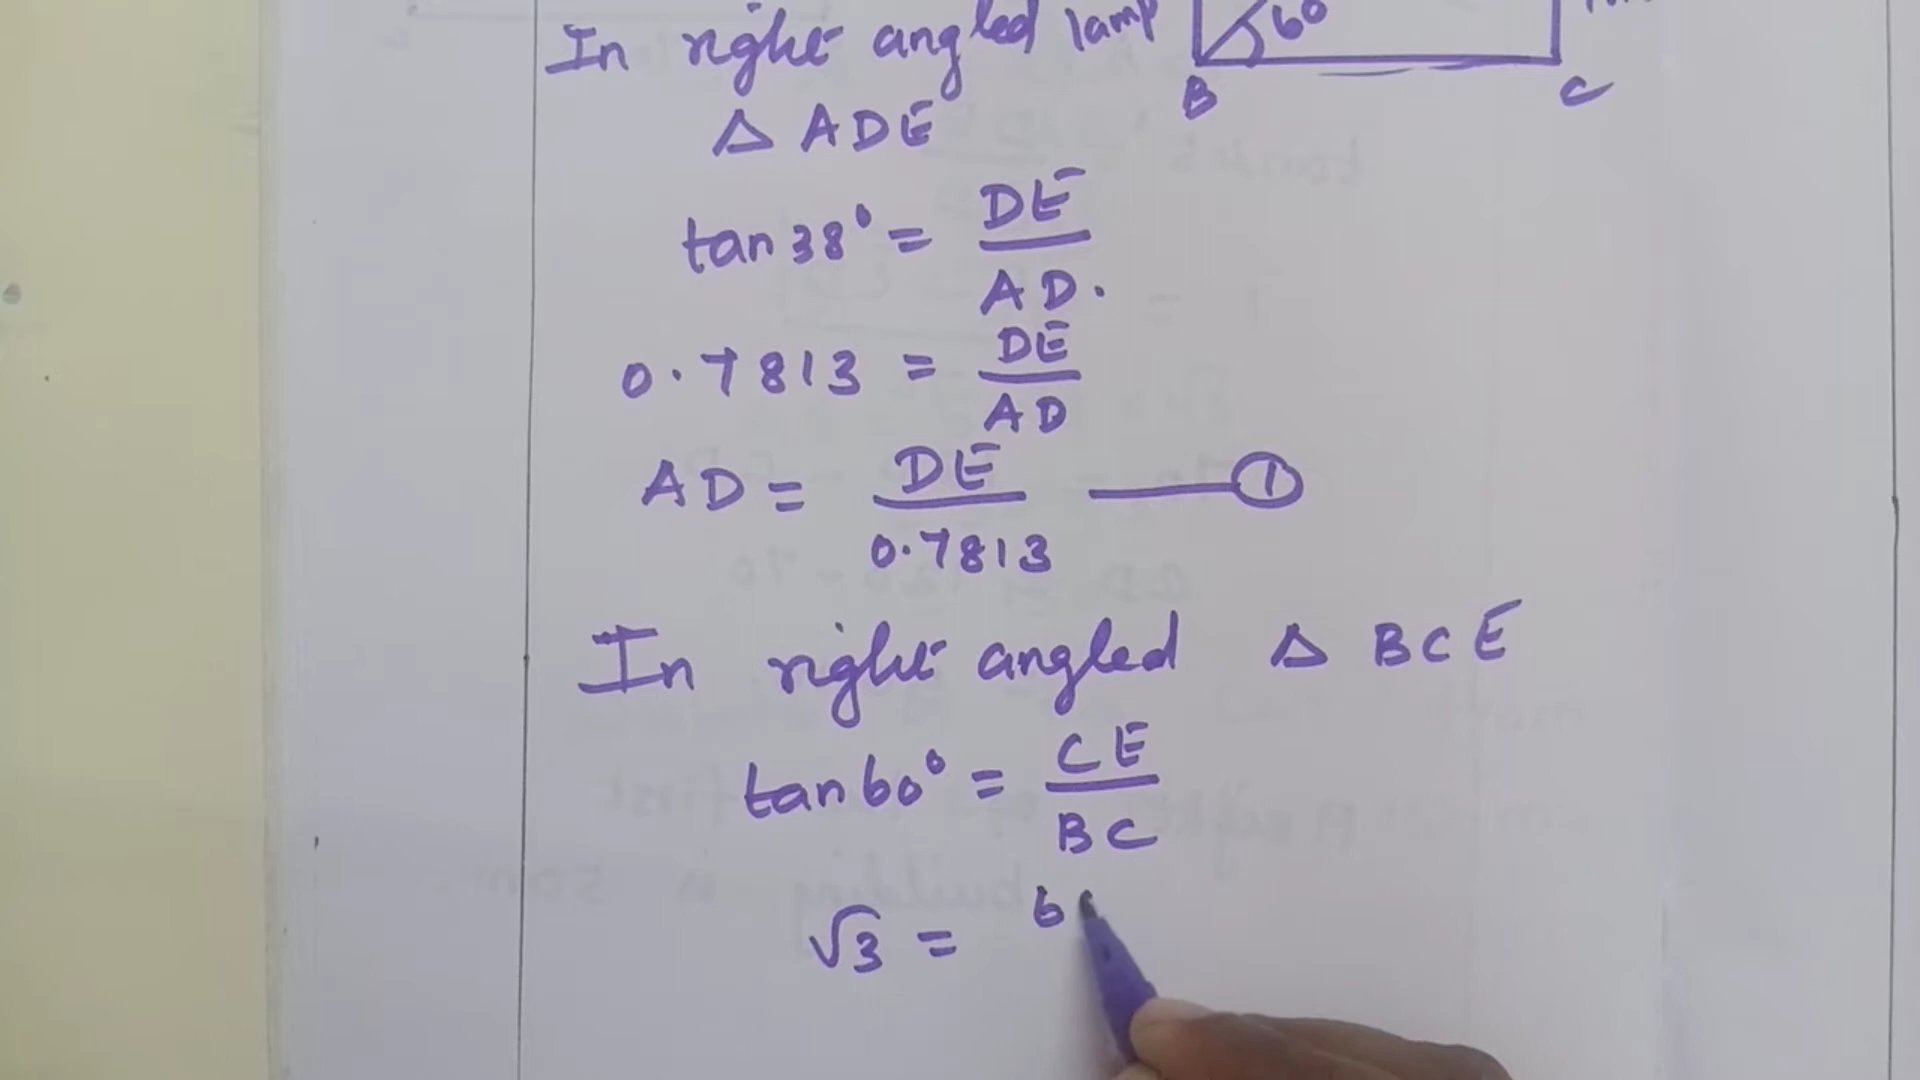 In right angled lamp
60
B C
Δ ADE
tan 38° = DE / AD.
0.7813 = DE / AD
AD = DE / 0.7813 —— ①
In right angled Δ BCE
tan 60° = CE / BC
√3 = 6